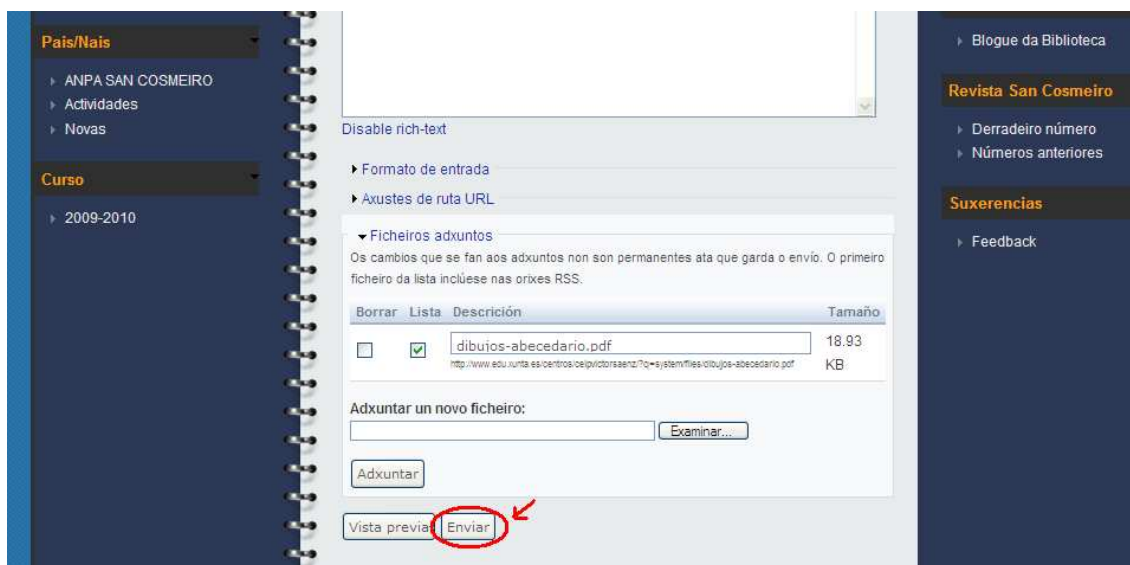 Pais/Nais
ANPA SAN COSMEIRO
Actividades
Novas
Curso
2009-2010
Disable rich-text
Formato de entrada
Axustes de ruta URL
Ficheiros adxuntos
Os cambios que se fan aos adxuntos non son permanentes ata que garda o envío. O primeiro
ficheiro da lista inclúese nas orixes RSS.
Borrar Lista Descrición Tamaño
dibujos-abecedario.pdf 18.93
http://www.edu.xunta.es/centros/ceipvictorsaenz/?q=system/files/dibujos-abecedario.pdf KB
Adxuntar un novo ficheiro:
Examinar...
Adxuntar
Vista previa Enviar
Blogue da Biblioteca
Revista San Cosmeiro
Derradeiro número
Números anteriores
Suxerencias
Feedback